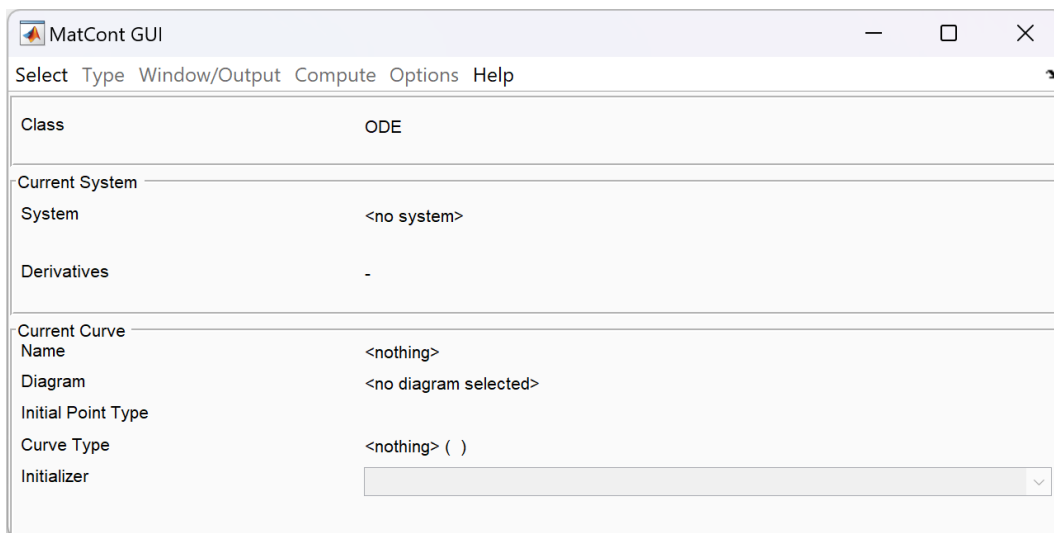 MatCont GUI
Select Type Window/Output Compute Options Help
Class ODE
Current System
System <no system>
Derivatives -
Current Curve
Name <nothing>
Diagram <no diagram selected>
Initial Point Type
Curve Type <nothing> ( )
Initializer